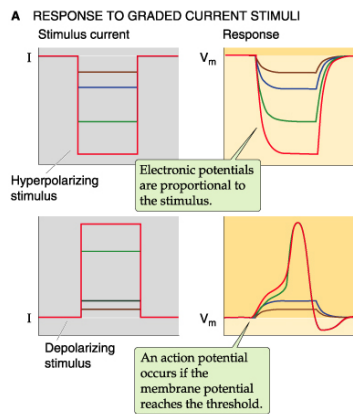 A RESPONSE TO GRADED CURRENT STIMULI
Stimulus current
Response
I
Vm
Hyperpolarizing
stimulus
Electronic potentials
are proportional to
the stimulus.
I
Vm
Depolarizing
stimulus
An action potential
occurs if the
membrane potential
reaches the threshold.